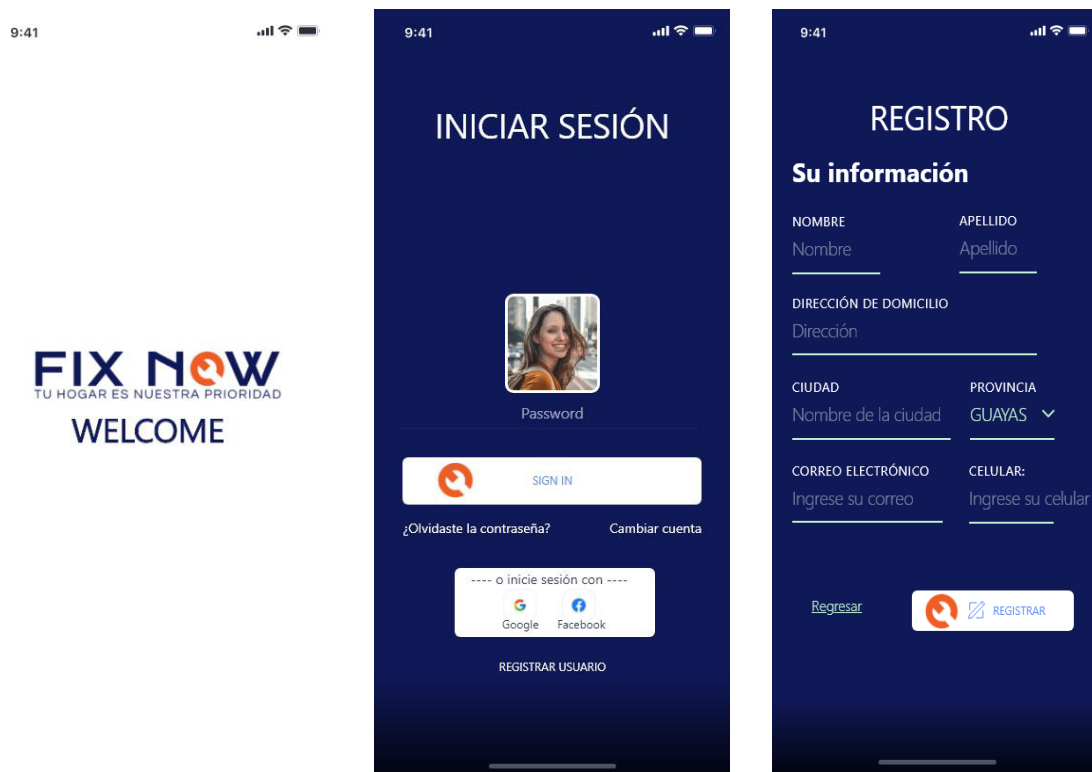 9:41
FIX NOW
TU HOGAR ES NUESTRA PRIORIDAD
WELCOME
9:41
INICIAR SESIÓN
Password
SIGN IN
¿Olvidaste la contraseña? Cambiar cuenta
---- o inicie sesión con ----
Google Facebook
REGISTRAR USUARIO
9:41
REGISTRO
Su información
NOMBRE APELLIDO
Nombre Apellido
DIRECCIÓN DE DOMICILIO
Dirección
CIUDAD PROVINCIA
Nombre de la ciudad GUAYAS
CORREO ELECTRÓNICO CELULAR:
Ingrese su correo Ingrese su celular
Regresar REGISTRAR